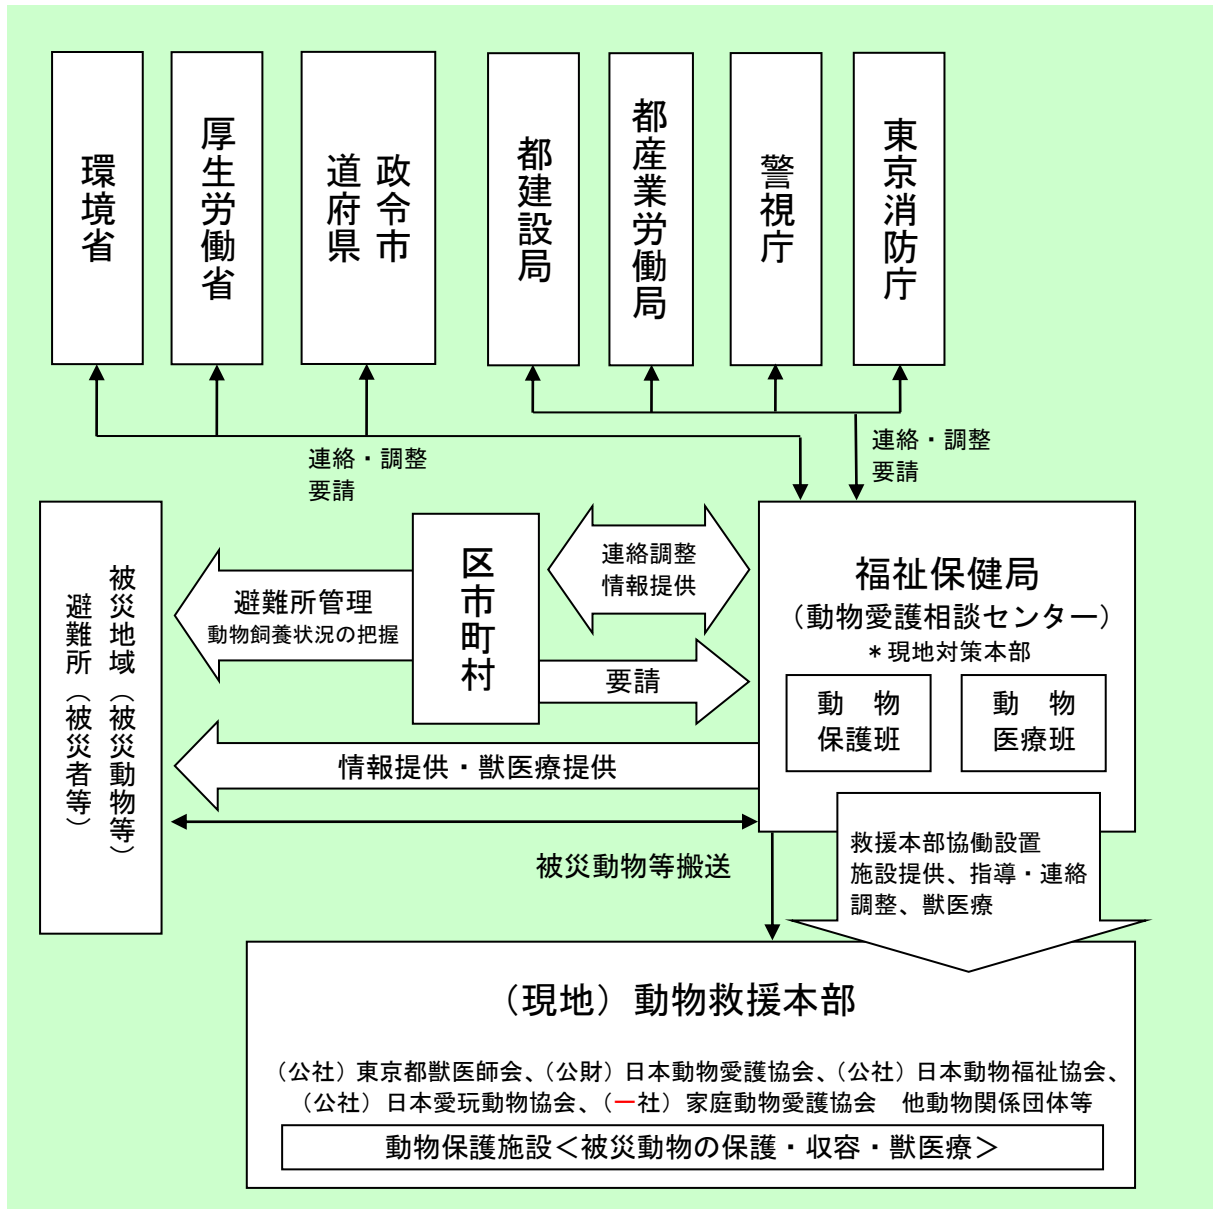 環境省
厚生労働省
政令市
道府県
都建設局
都産業労働局
警視庁
東京消防庁
連絡・調整
要請
連絡・調整
要請
被災地域（被災動物等）
避難所（被災者等）
避難所管理
動物飼養状況の把握
区市町村
連絡調整
情報提供
要請
福祉保健局
（動物愛護相談センター）
＊現地対策本部
動　物
保護班
動　物
医療班
情報提供・獣医療提供
被災動物等搬送
救援本部協働設置
施設提供、指導・連絡
調整、獣医療
（現地）動物救援本部
（公社）東京都獣医師会、（公財）日本動物愛護協会、（公社）日本動物福祉協会、
（公社）日本愛玩動物協会、（一社）家庭動物愛護協会　他動物関係団体等
動物保護施設＜被災動物の保護・収容・獣医療＞